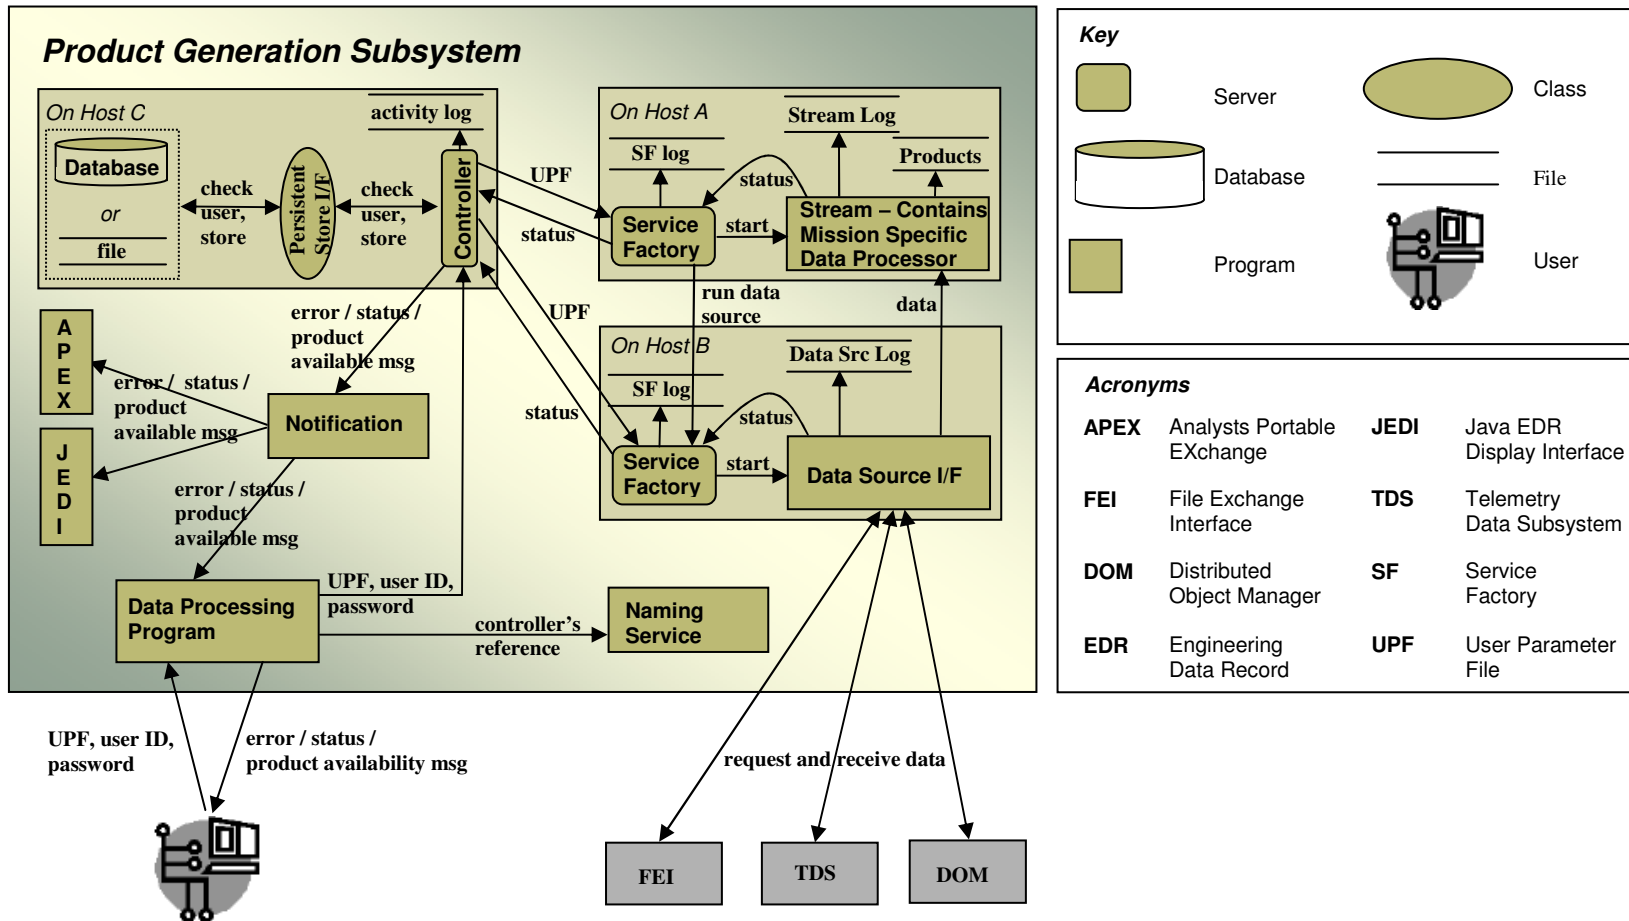 Product Generation Subsystem
On Host C
Database
or
file
check
user,
store
Persistent
Store I/F
check
user,
store
activity log
Controller
UPF
status
On Host A
SF log
Stream Log
Products
status
Service
Factory
start
Stream – Contains
Mission Specific
Data Processor
run data
source
data
UPF
status
On Host B
SF log
Data Src Log
status
Service
Factory
start
Data Source I/F
error / status /
product
available msg
A
P
E
X
error / status /
product
available msg
Notification
J
E
D
I
error / status /
product
available msg
Data Processing
Program
UPF, user ID,
password
controller's
reference
Naming
Service
UPF, user ID,
password
error / status /
product availability msg
request and receive data
FEI
TDS
DOM
Key
Server
Class
Database
File
Program
User
Acronyms
APEX Analysts Portable
EXchange
JEDI Java EDR
Display Interface
FEI File Exchange
Interface
TDS Telemetry
Data Subsystem
DOM Distributed
Object Manager
SF Service
Factory
EDR Engineering
Data Record
UPF User Parameter
File